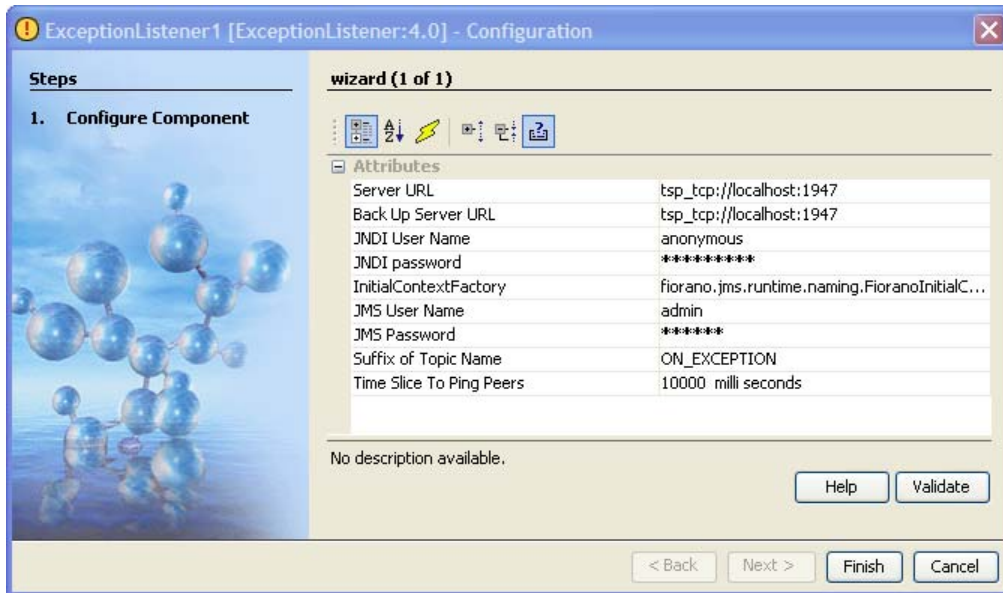 ExceptionListener1 [ExceptionListener:4.0] - Configuration
Steps
1. Configure Component
wizard (1 of 1)
Attributes
Server URL tsp_tcp://localhost:1947
Back Up Server URL tsp_tcp://localhost:1947
JNDI User Name anonymous
JNDI password *********
InitialContextFactory fiorano.jms.runtime.naming.FioranoInitialC...
JMS User Name admin
JMS Password ******
Suffix of Topic Name ON_EXCEPTION
Time Slice To Ping Peers 10000 milli seconds
No description available.
Help Validate
< Back Next > Finish Cancel